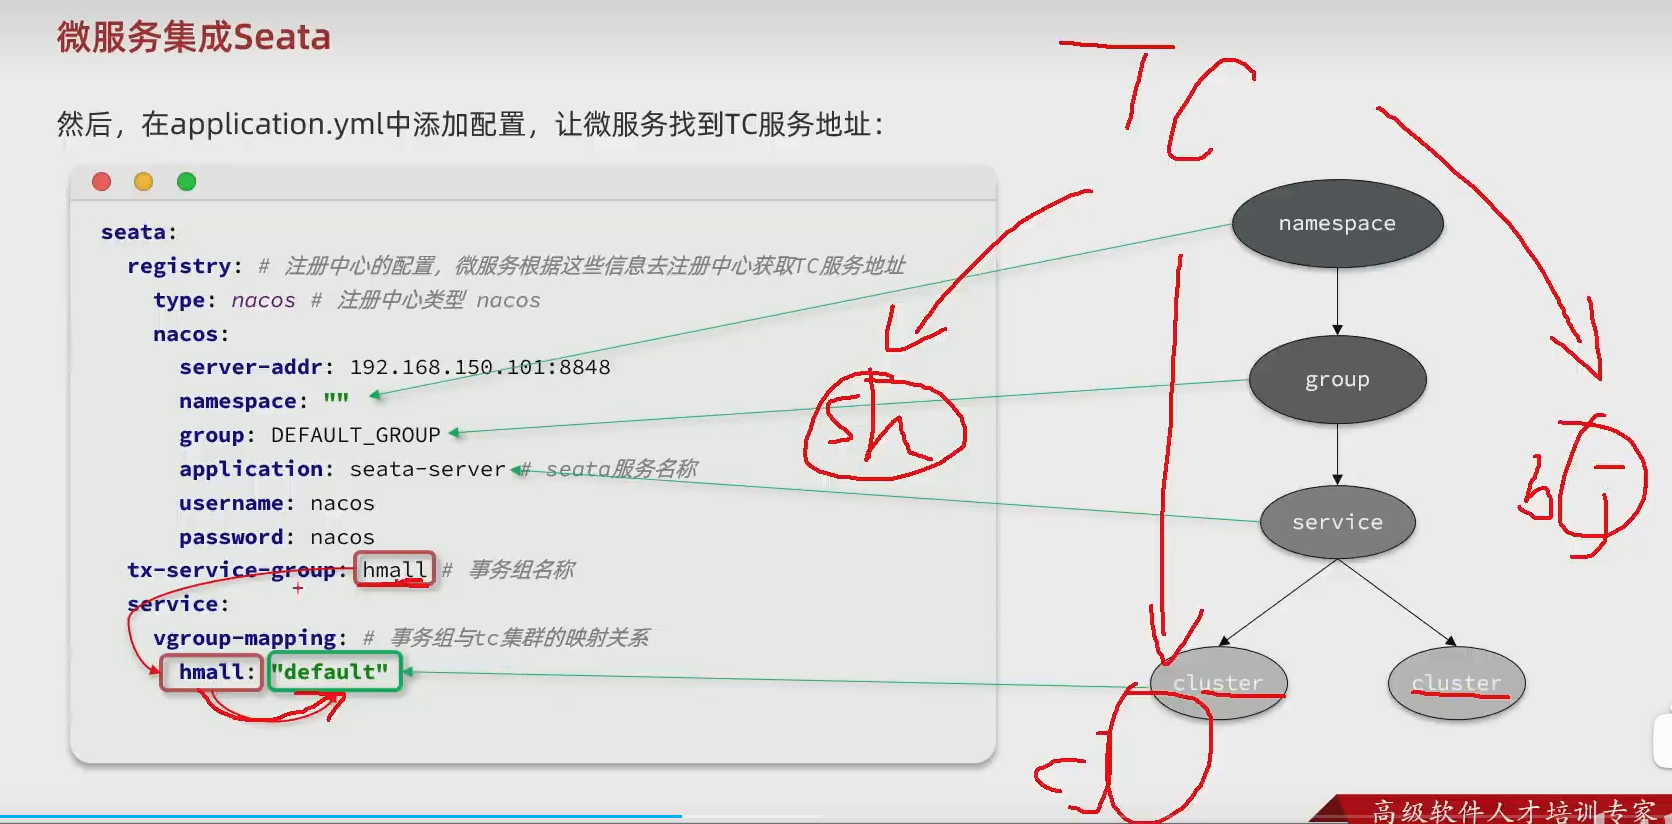 微服务集成Seata
然后，在application.yml中添加配置，让微服务找到TC服务地址：
seata:
registry: # 注册中心的配置，微服务根据这些信息去注册中心获取TC服务地址
type: nacos # 注册中心类型 nacos
nacos:
server-addr: 192.168.150.101:8848
namespace: ""
group: DEFAULT_GROUP
application: seata-server # seata服务名称
username: nacos
password: nacos
tx-service-group: hmall # 事务组名称
service:
vgroup-mapping: # 事务组与tc集群的映射关系
hmall: "default"
TC
sh
namespace
group
service
cluster
cluster
高级软件人才培训专家